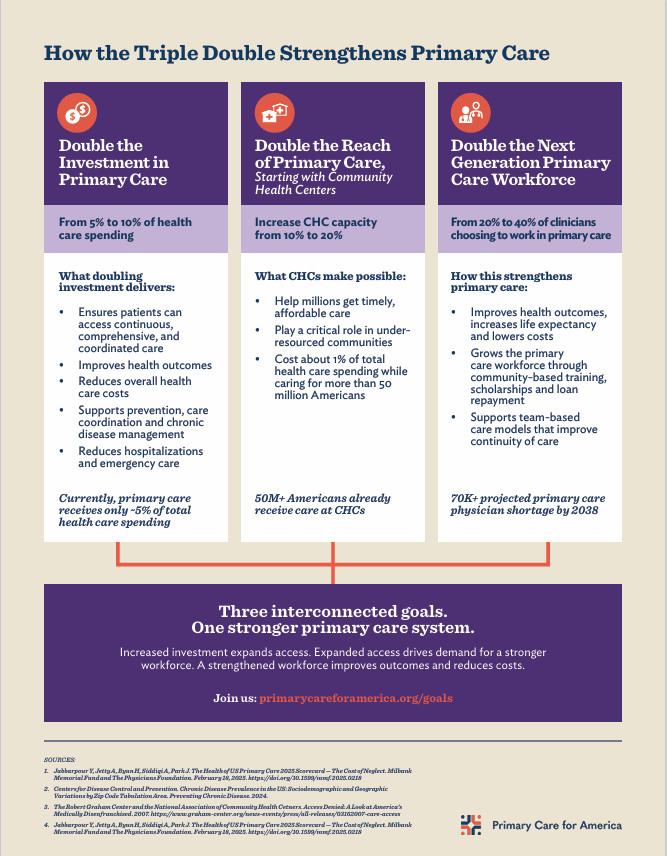 How the Triple Double Strengthens Primary Care
Double the
Investment in
Primary Care
From 5% to 10% of health
care spending
What doubling
investment delivers:
• Ensures patients can
access continuous,
comprehensive, and
coordinated care
• Improves health outcomes
• Reduces overall health
care costs
• Supports prevention, care
coordination and chronic
disease management
• Reduces hospitalizations
and emergency care
Currently, primary care
receives only ~5% of total
health care spending
Double the Reach
of Primary Care,
Starting with Community
Health Centers
Increase CHC capacity
from 10% to 20%
What CHCs make possible:
• Help millions get timely,
affordable care
• Play a critical role in under-
resourced communities
• Cost about 1% of total
health care spending while
caring for more than 50
million Americans
50M+ Americans already
receive care at CHCs
Double the Next
Generation Primary
Care Workforce
From 20% to 40% of clinicians
choosing to work in primary care
How this strengthens
primary care:
• Improves health outcomes,
increases life expectancy
and lowers costs
• Grows the primary
care workforce through
community-based training,
scholarships and loan
repayment
• Supports team-based
care models that improve
continuity of care
70K+ projected primary care
physician shortage by 2038
Three interconnected goals.
One stronger primary care system.
Increased investment expands access. Expanded access drives demand for a stronger
workforce. A strengthened workforce improves outcomes and reduces costs.
Join us: primarycareforamerica.org/goals
SOURCES:
1. Jabbarpour Y, Jetty A, Byun H, Siddiqi A, Park J. The Health of US Primary Care 2025 Scorecard — The Cost of Neglect. Milbank
Memorial Fund and The Physicians Foundation. February 18, 2025. https://doi.org/10.1599/mmf.2025.0218
2. Centers for Disease Control and Prevention. Chronic Disease Prevalence in the US: Sociodemographic and Geographic
Variations by Zip Code Tabulation Area. Preventing Chronic Disease. 2024.
3. The Robert Graham Center and the National Association of Community Health Cetners. Access Denied: A Look at America's
Medically Disenfranchised. 2007. https://www.graham-center.org/news-events/press/all-releases/03162007-care-access
4. Jabbarpour Y, Jetty A, Byun H, Siddiqi A, Park J. The Health of US Primary Care 2025 Scorecard — The Cost of Neglect. Milbank
Memorial Fund and The Physicians Foundation. February 18, 2025. https://doi.org/10.1599/mmf.2025.0218
Primary Care for America